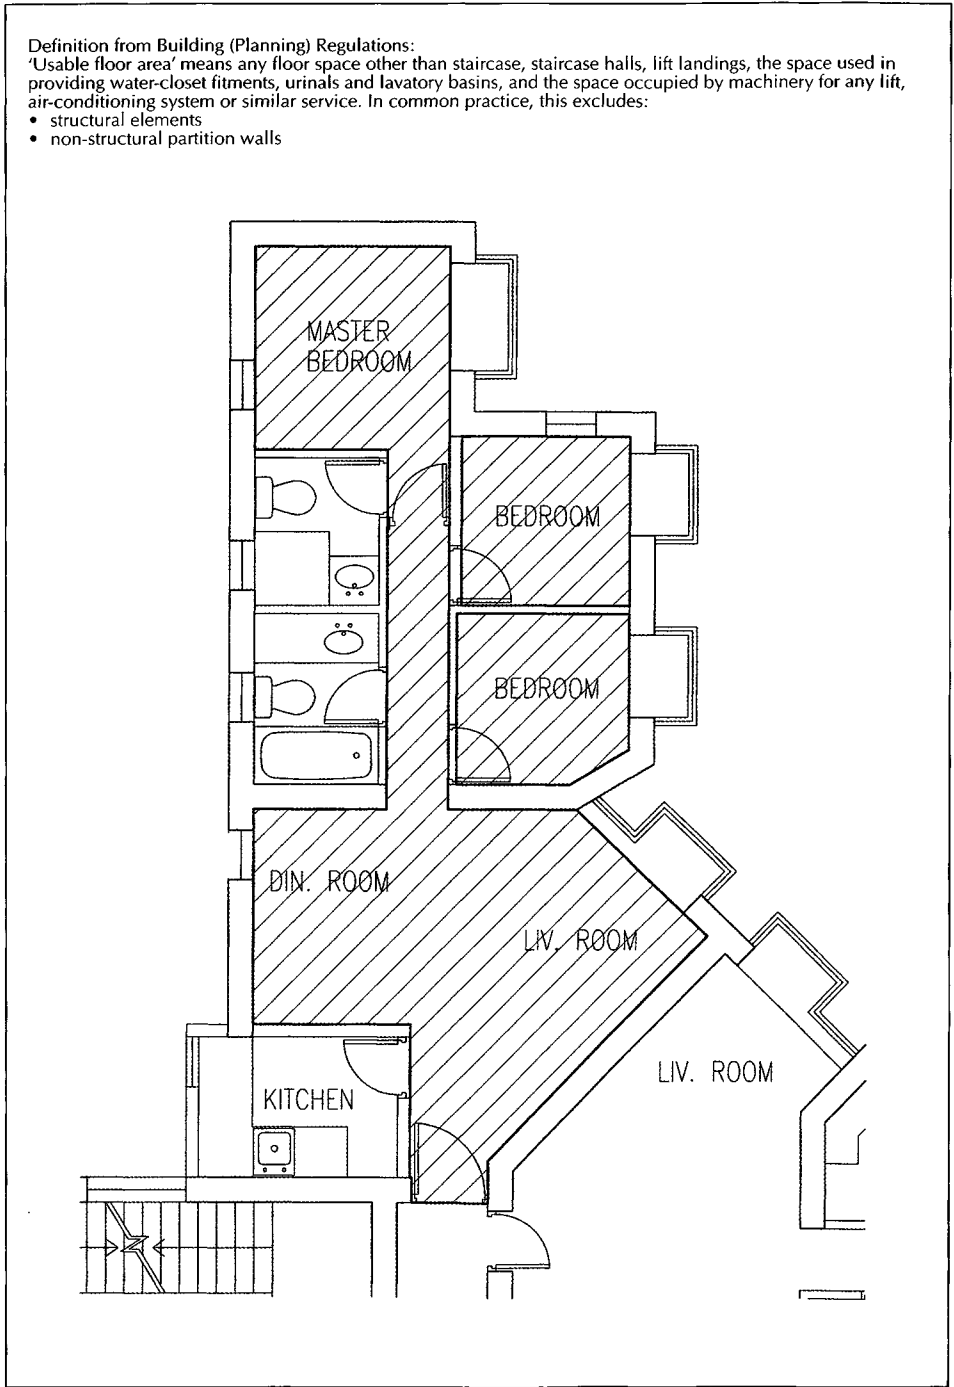 Definition from Building (Planning) Regulations:
'Usable floor area' means any floor space other than staircase, staircase halls, lift landings, the space used in
providing water-closet fitments, urinals and lavatory basins, and the space occupied by machinery for any lift,
air-conditioning system or similar service. In common practice, this excludes:
• structural elements
• non-structural partition walls
MASTER
BEDROOM
BEDROOM
BEDROOM
DIN. ROOM
LIV. ROOM
LIV. ROOM
KITCHEN